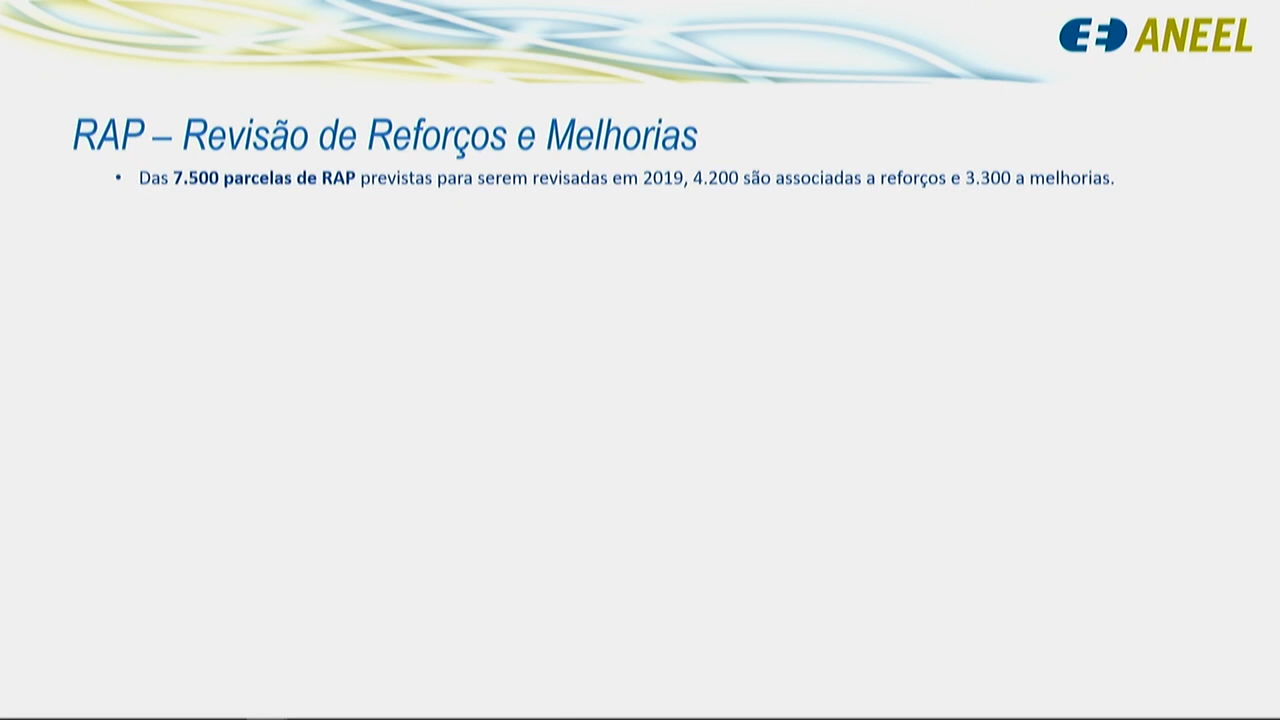 ANEEL
RAP – Revisão de Reforços e Melhorias
• Das 7.500 parcelas de RAP previstas para serem revisadas em 2019, 4.200 são associadas a reforços e 3.300 a melhorias.